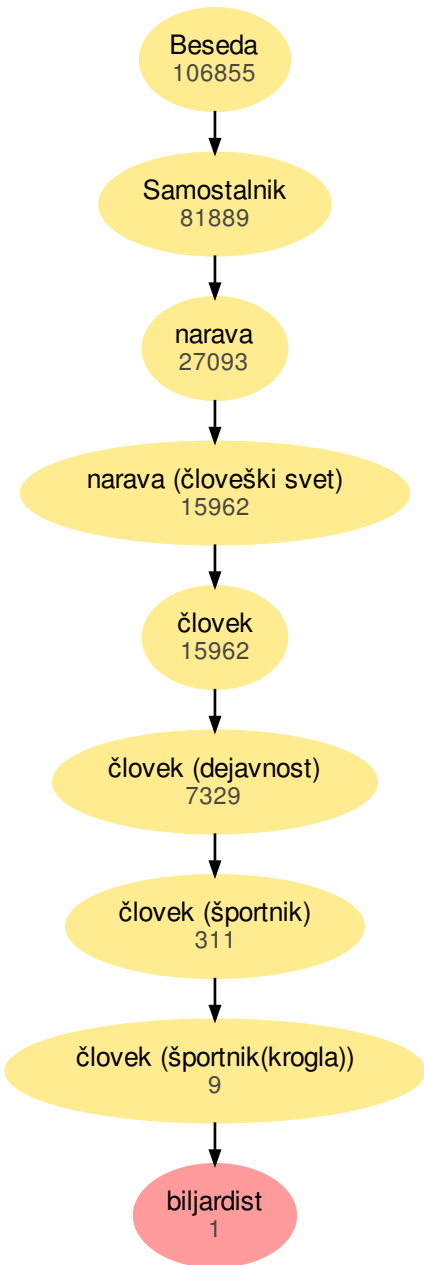 Beseda
106855
Samostalnik
81889
narava
27093
narava (človeški svet)
15962
človek
15962
človek (dejavnost)
7329
človek (športnik)
311
človek (športnik(krogla))
9
biljardist
1